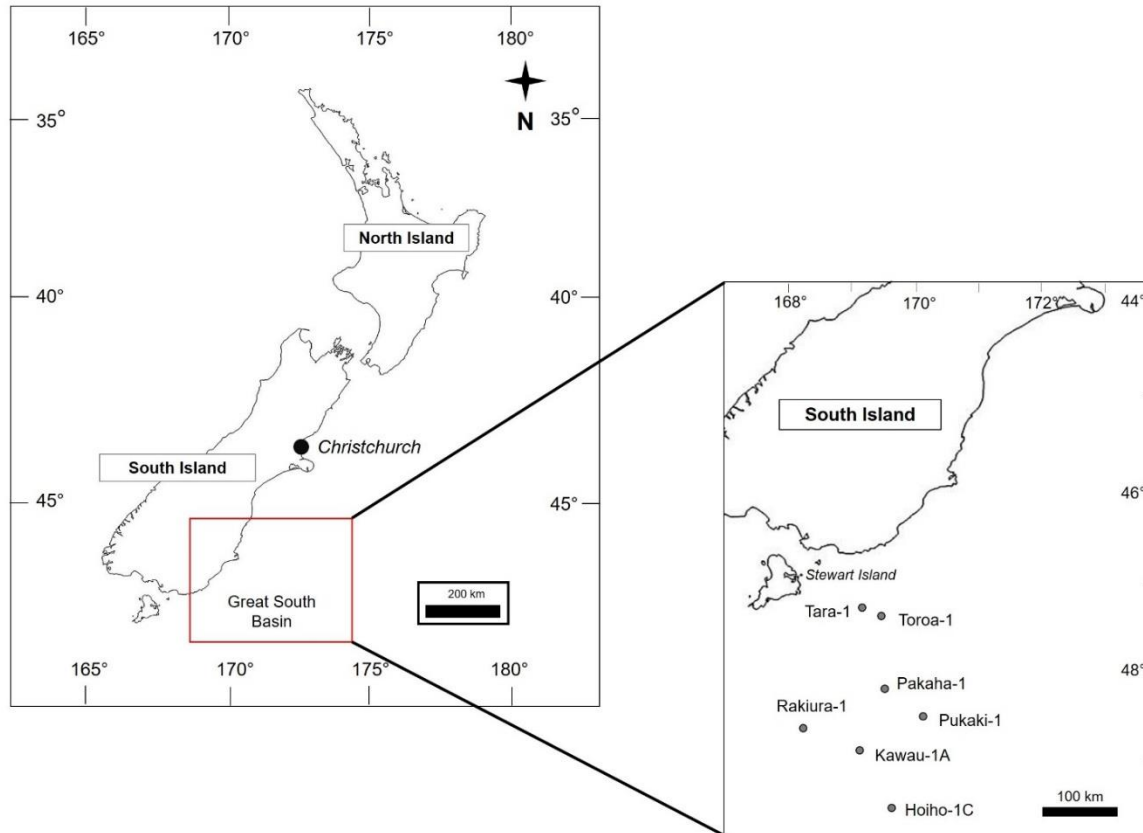 165°
170°
175°
180°
N
35°
35°
North Island
40°
40°
Christchurch
South Island
45°
45°
Great South
Basin
200 km
165°
170°
175°
180°
168°
170°
172°
44°
South Island
46°
Stewart Island
Tara-1
Toroa-1
48°
Pakaha-1
Rakiura-1
Pukaki-1
Kawau-1A
Hoiho-1C
100 km